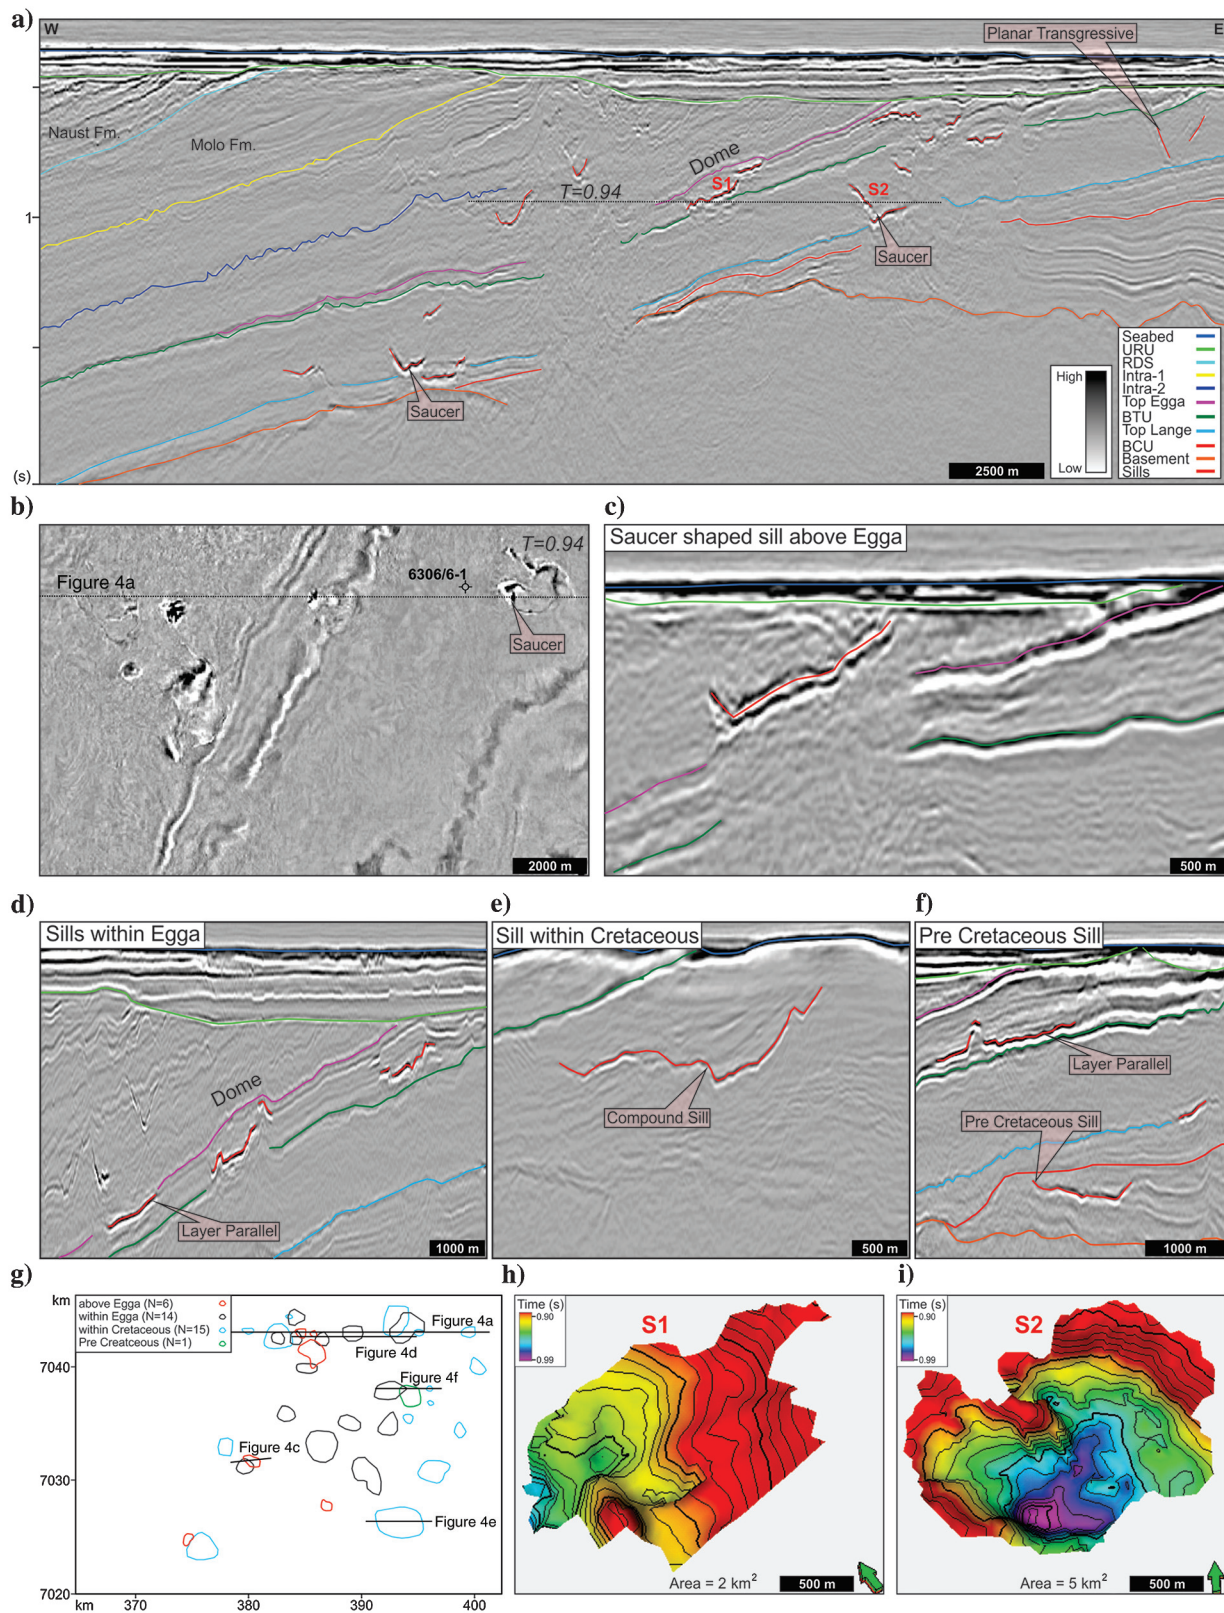 a)
W
E
Planar Transgressive
Naust Fm.
Molo Fm.
Dome
S1
T=0.94
S2
Saucer
1
Saucer
(s)
High
Low
2500 m
Seabed
URU
RDS
Intra-1
Intra-2
Top Egga
BTU
Top Lange
BCU
Basement
Sills
b)
T=0.94
6306/6-1
Figure 4a
Saucer
2000 m
c)
Saucer shaped sill above Egga
500 m
d)
Sills within Egga
Dome
Layer Parallel
1000 m
e)
Sill within Cretaceous
Compound Sill
500 m
f)
Pre Cretaceous Sill
Layer Parallel
Pre Cretaceous Sill
1000 m
g)
km
above Egga (N=6)
within Egga (N=14)
within Cretaceous (N=15)
Pre Creatceous (N=1)
Figure 4a
Figure 4d
Figure 4f
Figure 4c
Figure 4e
7040
7030
7020
km
370
380
390
400
h)
Time (s)
0.90
0.99
S1
Area = 2 km²
500 m
i)
Time (s)
0.90
0.99
S2
Area = 5 km²
500 m